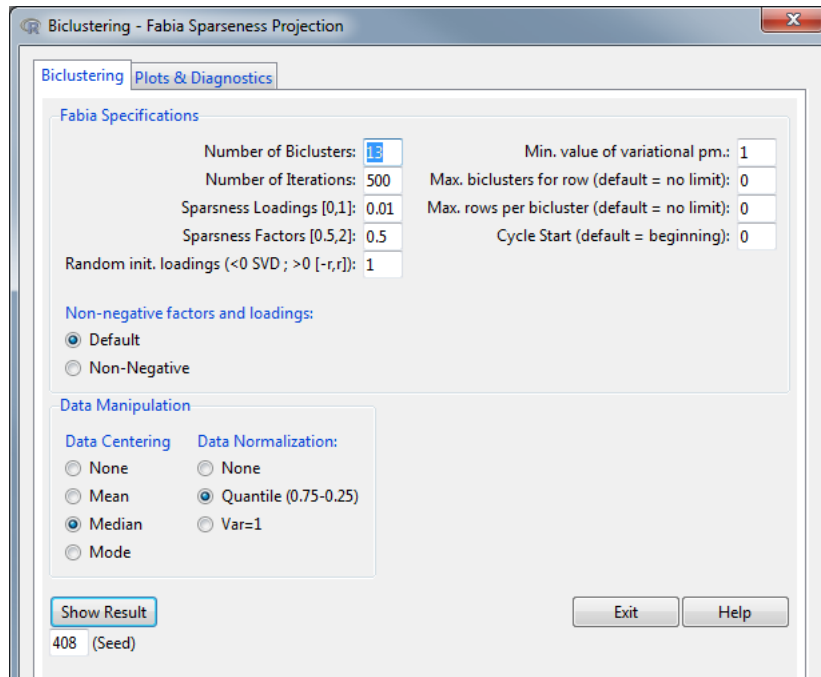 Biclustering - Fabia Sparseness Projection
Biclustering Plots & Diagnostics
Fabia Specifications
Number of Biclusters: 13 Min. value of variational pm.: 1
Number of Iterations: 500 Max. biclusters for row (default = no limit): 0
Sparsness Loadings [0,1]: 0.01 Max. rows per bicluster (default = no limit): 0
Sparsness Factors [0.5,2]: 0.5 Cycle Start (default = beginning): 0
Random init. loadings (<0 SVD ; >0 [-r,r]): 1
Non-negative factors and loadings:
Default
Non-Negative
Data Manipulation
Data Centering Data Normalization:
None None
Mean Quantile (0.75-0.25)
Median Var=1
Mode
Show Result Exit Help
408 (Seed)